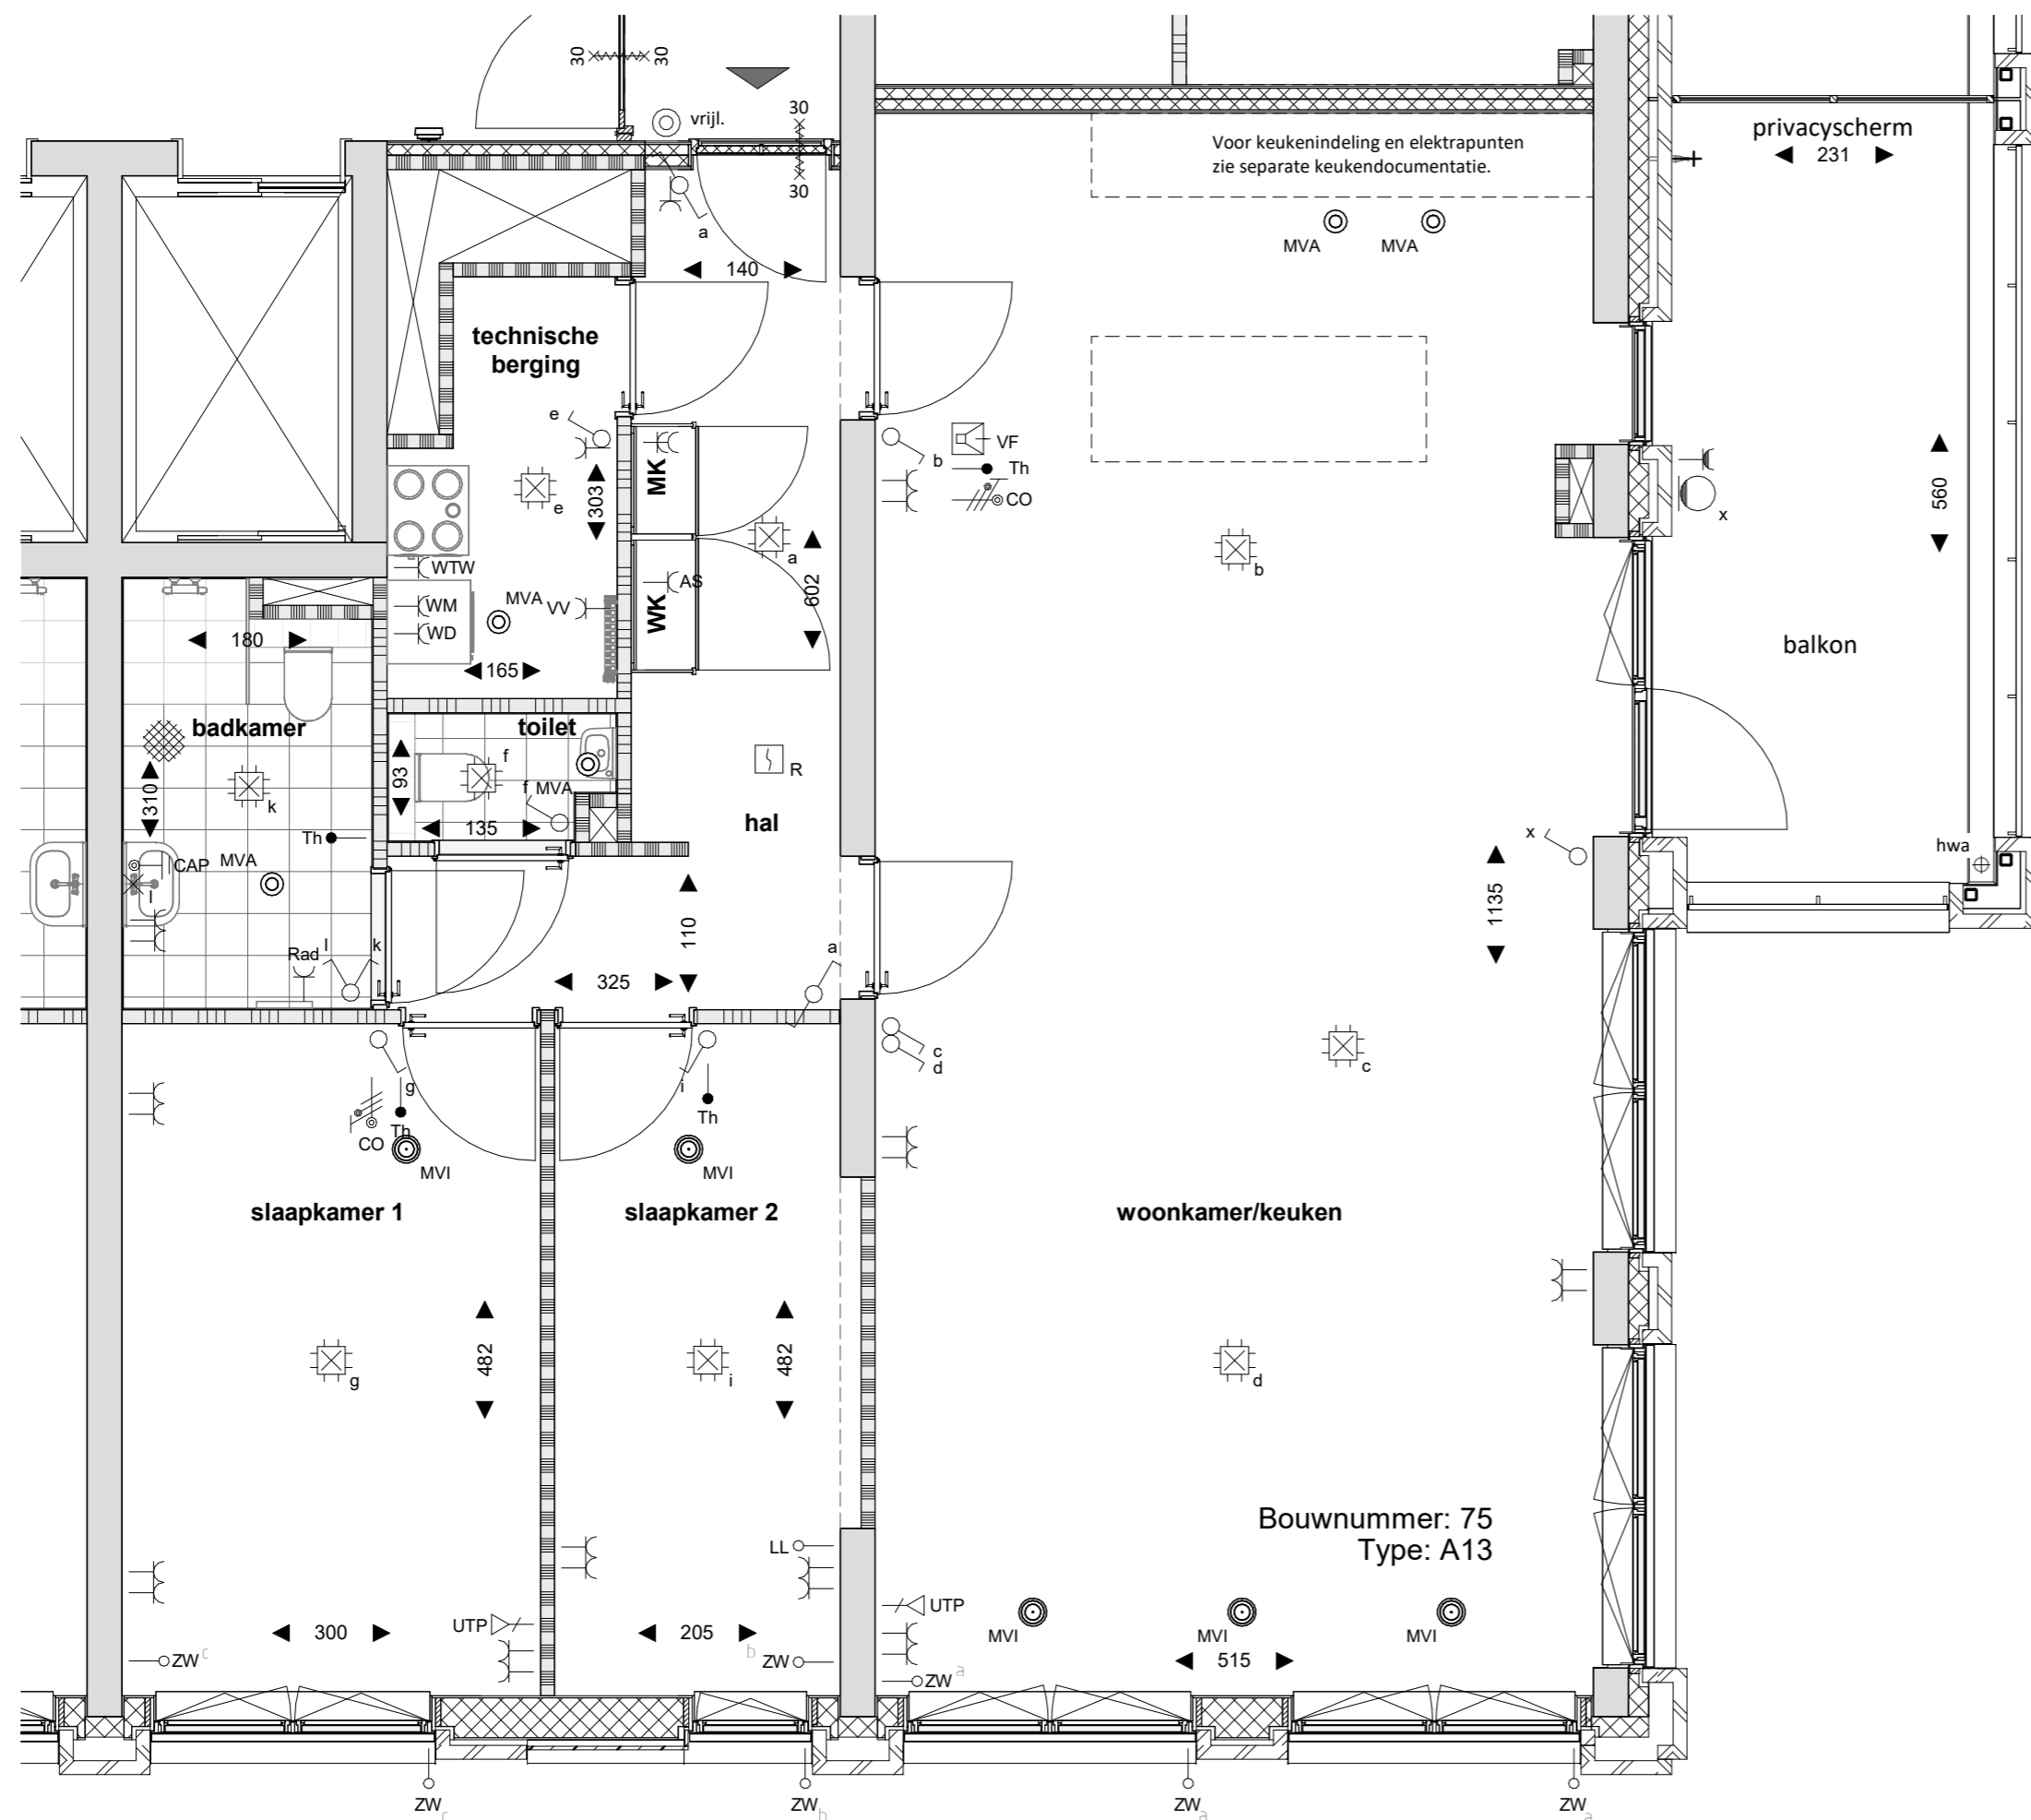 30
30
vrijl.
30
30
Voor keukenindeling en elektrapunten
zie separate keukendocumentatie.
privacyscherm
231
a
140
MVA
MVA
technische
berging
e
e
303
MK
a
b
VF
Th
CO
b
x
560
WTW
WM
WD
MVA
VV
WK
AS
602
180
165
balkon
badkamer
toilet
310
k
93
f
f
MVA
135
R
hal
Th
CAP
MVA
l
x
hwa
1135
110
Rad
l
k
325
a
c
d
c
g
i
CO
Th
Th
MVI
MVI
slaapkamer 1
slaapkamer 2
woonkamer/keuken
482
482
g
i
d
Bouwnummer: 75
Type: A13
LL
UTP
UTP
MVI
MVI
MVI
300
205
515
ZW c
b
ZW
ZW a
ZW c
ZW b
ZW a
ZW a